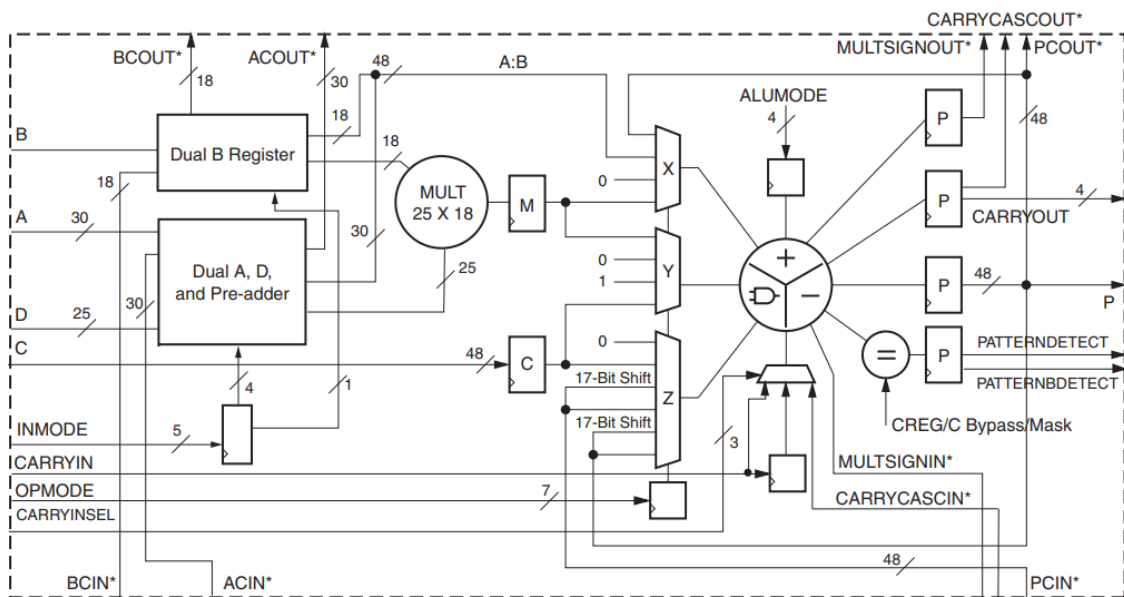 CARRYCASCOUT*
BCOUT*
ACOUT*
MULTSIGNOUT*
PCOUT*
18
30
48
A:B
ALUMODE
4
48
B
18
Dual B Register
18
18
0
X
P
MULT
25 X 18
M
P
4
CARRYOUT
A
30
30
0
Y
1
+
−
Dual A, D,
and Pre-adder
25
30
P
48
P
D
25
C
48
C
0
17-Bit Shift
Z
17-Bit Shift
=
P
PATTERNDETECT
PATTERNBDETECT
4
1
INMODE
5
3
CREG/C Bypass/Mask
CARRYIN
MULTSIGNIN*
OPMODE
7
CARRYCASCIN*
CARRYINSEL
48
BCIN*
ACIN*
PCIN*